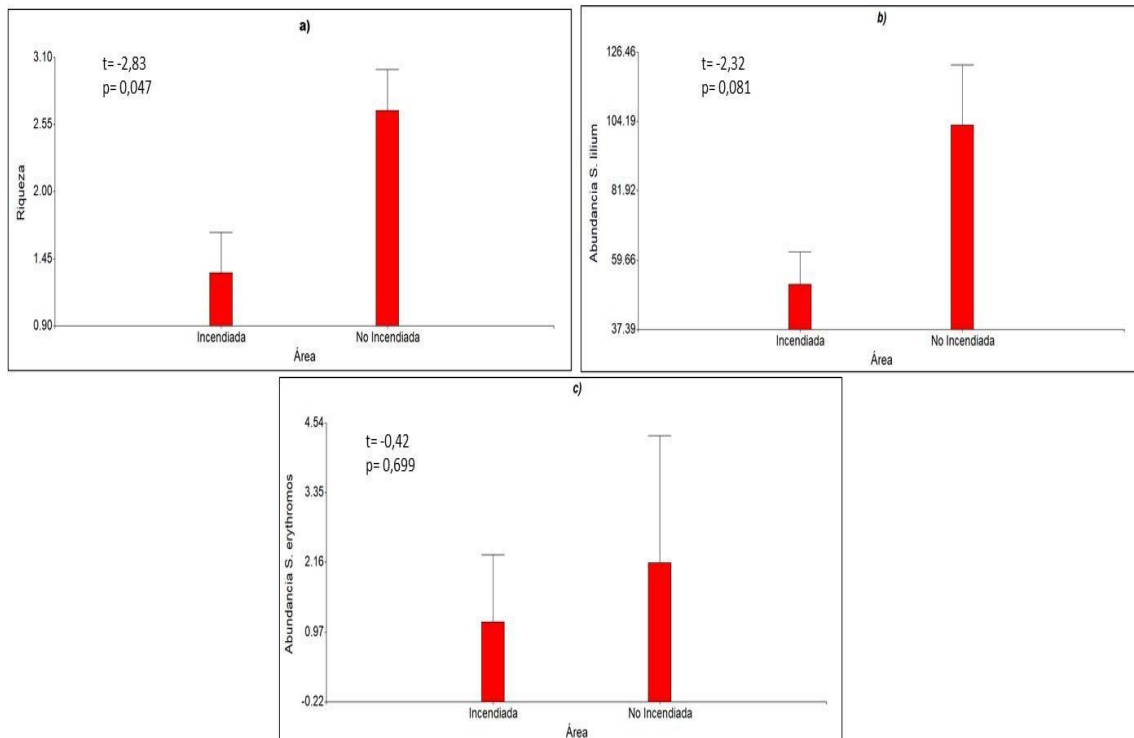 a)
t= -2,83
p= 0,047
3.10
2.55
2.00
1.45
0.90
Riqueza
Incendiada
No Incendiada
Área
b)
t= -2,32
p= 0,081
126.46
104.19
81.92
59.66
37.39
Abundancia S. lilium
Incendiada
No Incendiada
Área
c)
t= -0,42
p= 0,699
4.54
3.35
2.16
0.97
-0.22
Abundancia S. erythromos
Incendiada
No Incendiada
Área